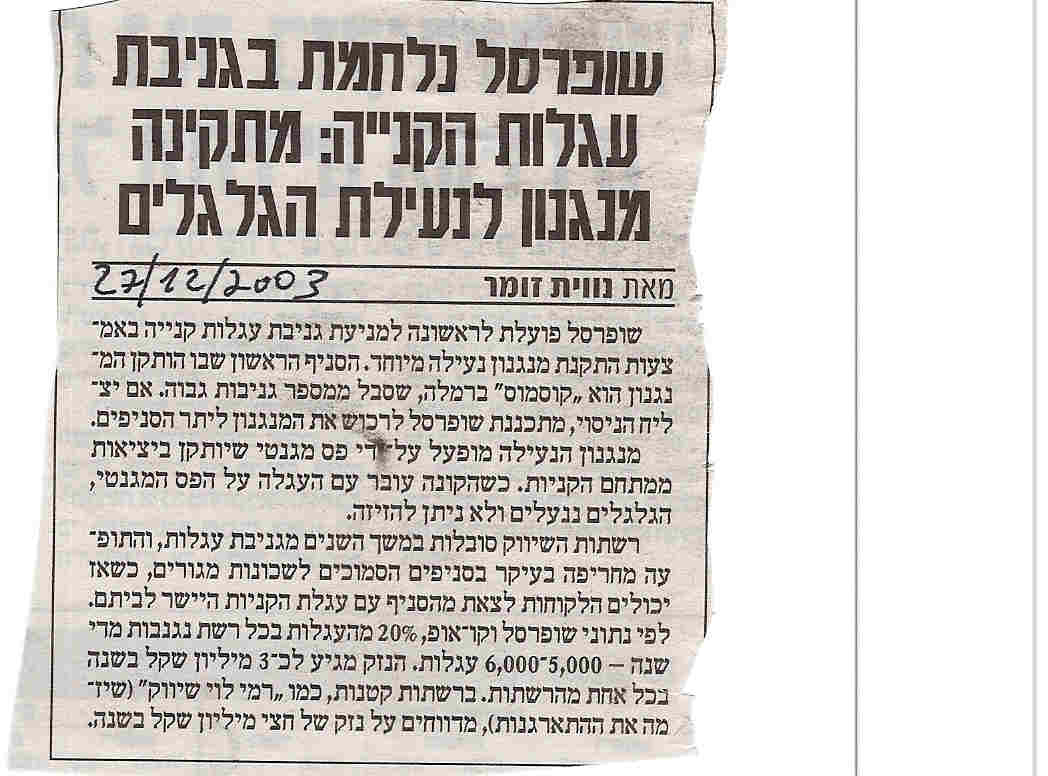 שופרסל נלחמת בגניבת
עגלות הקנייה: מתקינה
מנגנון לנעילת הגלגלים
מאת נווית זומר 27/12/2003
שופרסל פועלת לראשונה למניעת גניבת עגלות קנייה באמ־
צעות התקנת מנגנון נעילה מיוחד. הסניף הראשון שבו הותקן המ־
נגנון הוא „קוסמוס" ברמלה, שסבל ממספר גניבות גבוה. אם יצ־
ליח הניסוי, מתכננת שופרסל לרכוש את המנגנון ליתר הסניפים.
מנגנון הנעילה מופעל על־ידי פס מגנטי שיותקן ביציאות
ממתחם הקניות. כשהקונה עובר עם העגלה על הפס המגנטי,
הגלגלים ננעלים ולא ניתן להזיזה.
רשתות השיווק סובלות במשך השנים מגניבת עגלות, והתופ־
עה מחריפה בעיקר בסניפים הסמוכים לשכונות מגורים, כשאז
יכולים הלקוחות לצאת מהסניף עם עגלת הקניות היישר לביתם.
לפי נתוני שופרסל וקו־אופ, 20% מהעגלות בכל רשת נגנבות מדי
שנה – 5,000־6,000 עגלות. הנזק מגיע לכ־3 מיליון שקל בשנה
בכל אחת מהרשתות. ברשתות קטנות, כמו „רמי לוי שיווק" (שיז־
מה את ההתארגנות), מדווחים על נזק של חצי מיליון שקל בשנה.